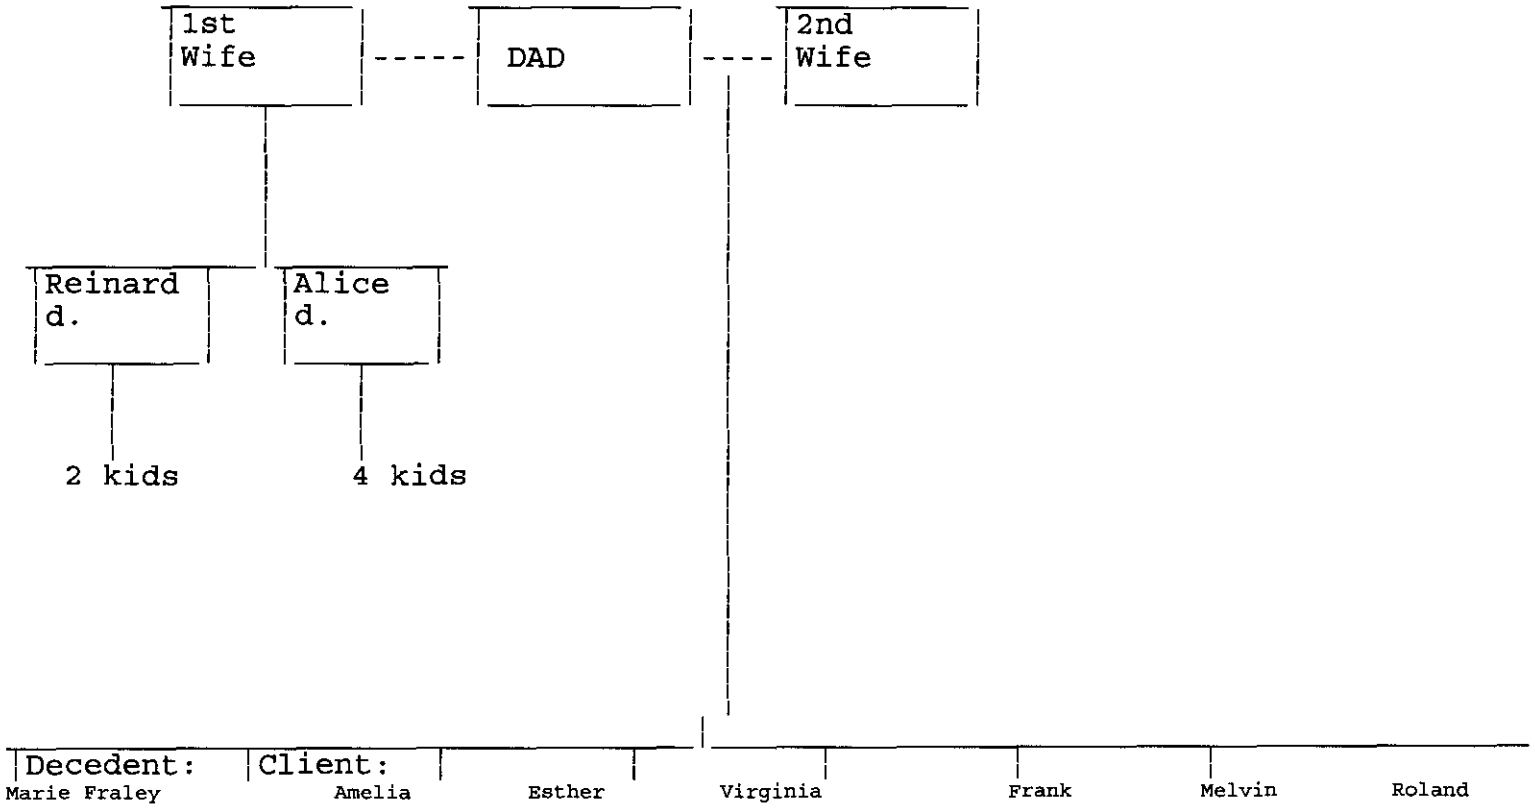 1st
Wife
DAD
2nd
Wife
Reinard
d.
Alice
d.
2 kids
4 kids
Decedent: Client:
Marie Fraley Amelia Esther Virginia Frank Melvin Roland